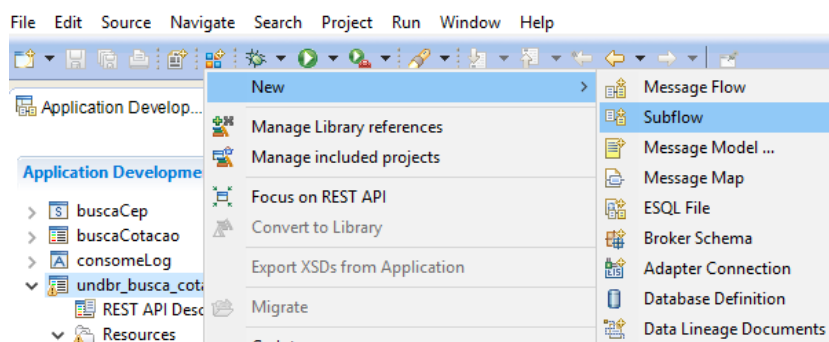 File Edit Source Navigate Search Project Run Window Help
Application Develop...
Application Developme
buscaCep
buscaCotacao
consomeLog
undbr_busca_cota
REST API Desc
Resources
New
Manage Library references
Manage included projects
Focus on REST API
Convert to Library
Export XSDs from Application
Migrate
Message Flow
Subflow
Message Model ...
Message Map
ESQL File
Broker Schema
Adapter Connection
Database Definition
Data Lineage Documents